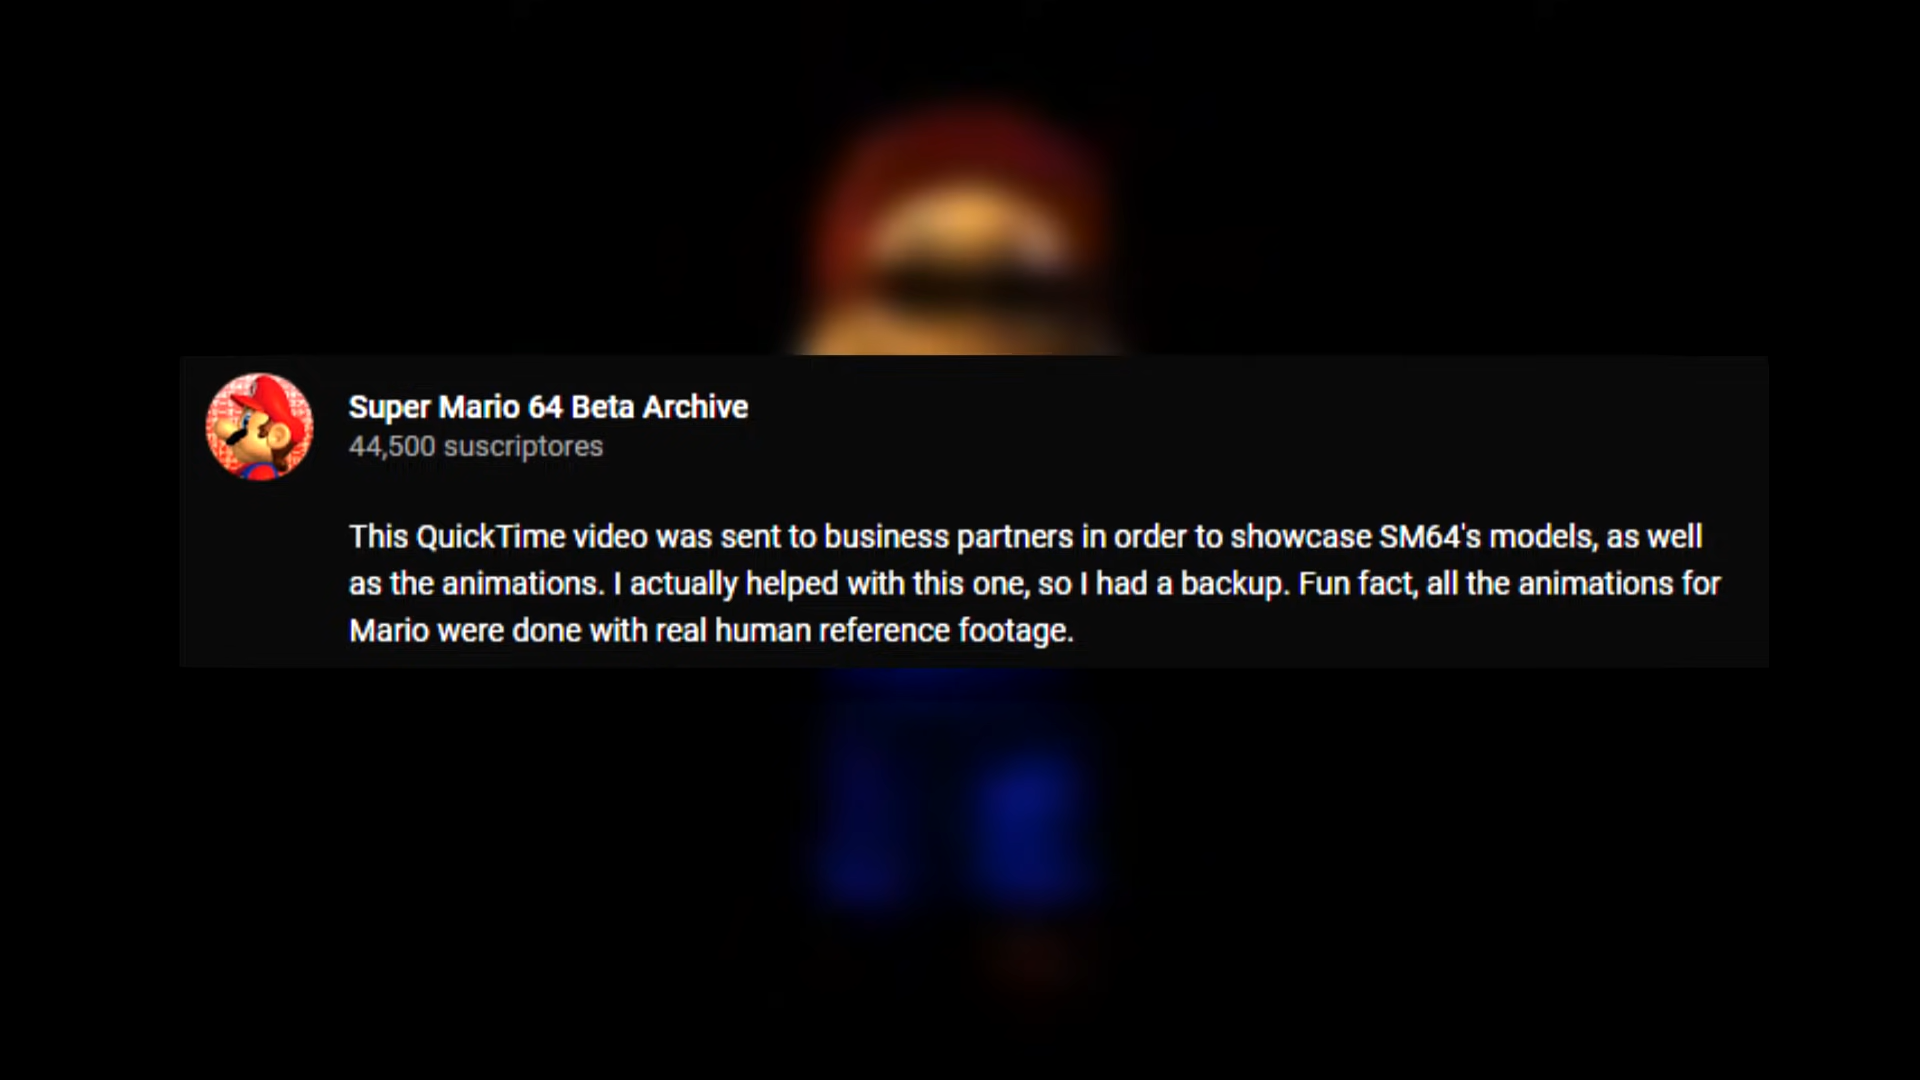 Super Mario 64 Beta Archive
44,500 suscriptores
This QuickTime video was sent to business partners in order to showcase SM64's models, as well
as the animations. I actually helped with this one, so I had a backup. Fun fact, all the animations for
Mario were done with real human reference footage.